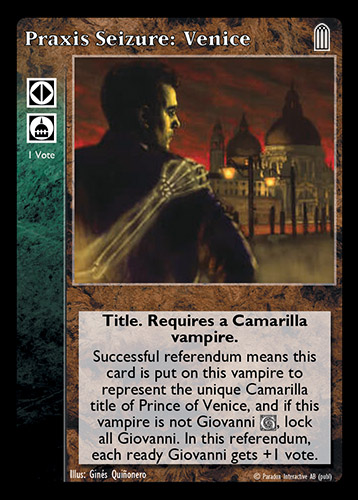 Praxis Seizure: Venice
1 Vote
Title. Requires a Camarilla
vampire.
Successful referendum means this
card is put on this vampire to
represent the unique Camarilla
title of Prince of Venice, and if this
vampire is not Giovanni , lock
all Giovanni. In this referendum,
each ready Giovanni gets +1 vote.
Illus: Ginés Quiñonero
© Paradox Interactive AB (publ)